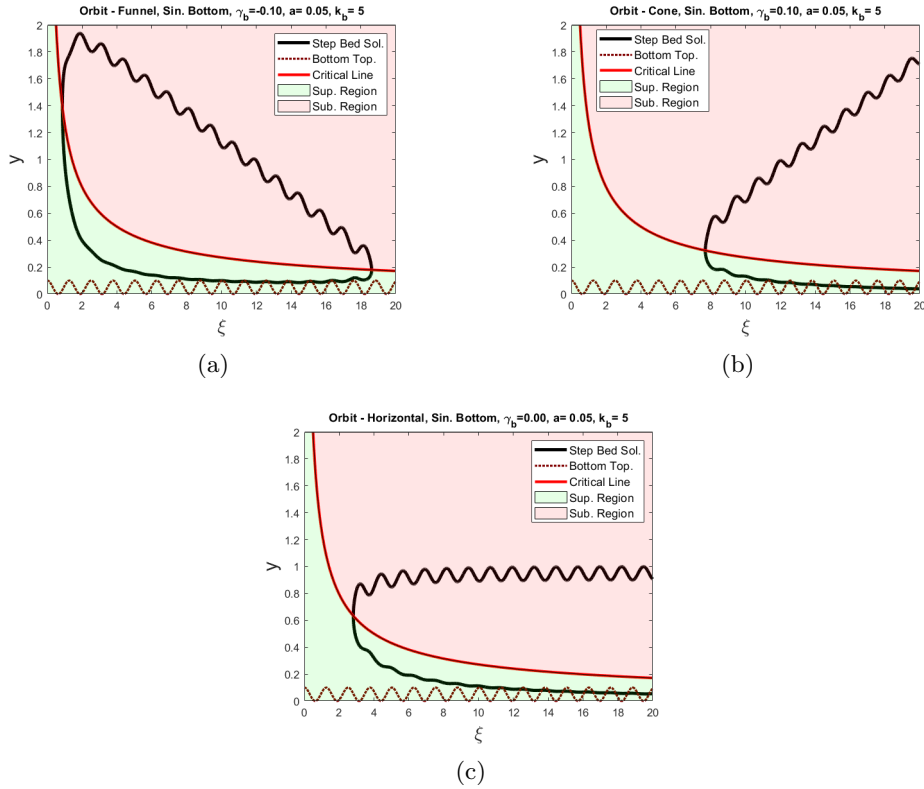 Orbit - Funnel, Sin. Bottom, γ_b=-0.10, a= 0.05, k_b= 5
y
2
1.8
1.6
1.4
1.2
1
0.8
0.6
0.4
0.2
0
Step Bed Sol.
Bottom Top.
Critical Line
Sup. Region
Sub. Region
0 2 4 6 8 10 12 14 16 18 20
ξ
(a)
Orbit - Cone, Sin. Bottom, γ_b=0.10, a= 0.05, k_b= 5
y
2
1.8
1.6
1.4
1.2
1
0.8
0.6
0.4
0.2
0
Step Bed Sol.
Bottom Top.
Critical Line
Sup. Region
Sub. Region
0 2 4 6 8 10 12 14 16 18 20
ξ
(b)
Orbit - Horizontal, Sin. Bottom, γ_b=0.00, a= 0.05, k_b= 5
y
2
1.8
1.6
1.4
1.2
1
0.8
0.6
0.4
0.2
0
Step Bed Sol.
Bottom Top.
Critical Line
Sup. Region
Sub. Region
0 2 4 6 8 10 12 14 16 18 20
ξ
(c)